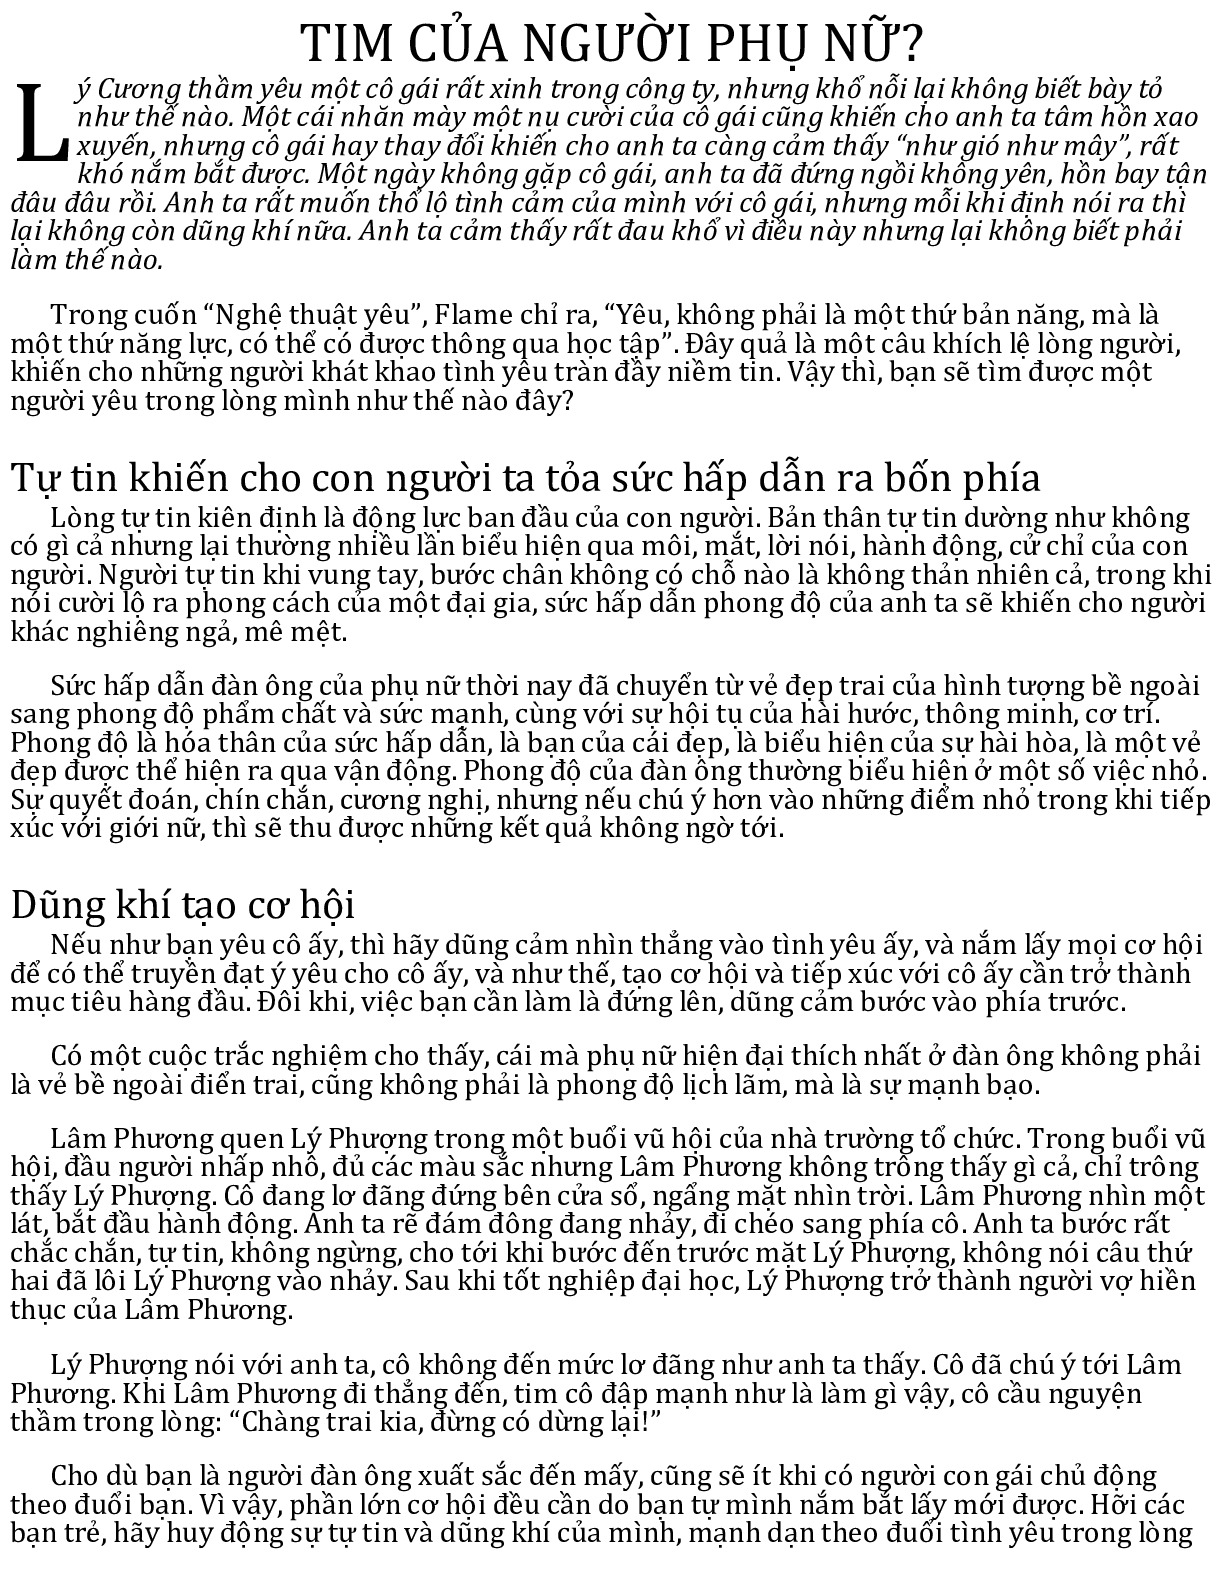 TIM CỦA NGƯỜI PHỤ NỮ?
Lý Cương thầm yêu một cô gái rất xinh trong công ty, nhưng khổ nỗi lại không biết bày tỏ
như thế nào. Một cái nhăn mày một nụ cười của cô gái cũng khiến cho anh ta tâm hồn xao
xuyến, nhưng cô gái hay thay đổi khiến cho anh ta càng cảm thấy “như gió như mây”, rất
khó nắm bắt được. Một ngày không gặp cô gái, anh ta đã đứng ngồi không yên, hồn bay tận
đâu đâu rồi. Anh ta rất muốn thổ lộ tình cảm của mình với cô gái, nhưng mỗi khi định nói ra thì
lại không còn dũng khí nữa. Anh ta cảm thấy rất đau khổ vì điều này nhưng lại không biết phải
làm thế nào.
Trong cuốn “Nghệ thuật yêu”, Flame chỉ ra, “Yêu, không phải là một thứ bản năng, mà là
một thứ năng lực, có thể có được thông qua học tập”. Đây quả là một câu khích lệ lòng người,
khiến cho những người khát khao tình yêu tràn đầy niềm tin. Vậy thì, bạn sẽ tìm được một
người yêu trong lòng mình như thế nào đây?
Tự tin khiến cho con người ta tỏa sức hấp dẫn ra bốn phía
Lòng tự tin kiên định là động lực ban đầu của con người. Bản thân tự tin dường như không
có gì cả nhưng lại thường nhiều lần biểu hiện qua môi, mắt, lời nói, hành động, cử chỉ của con
người. Người tự tin khi vung tay, bước chân không có chỗ nào là không thản nhiên cả, trong khi
nói cười lộ ra phong cách của một đại gia, sức hấp dẫn phong độ của anh ta sẽ khiến cho người
khác nghiêng ngả, mê mệt.
Sức hấp dẫn đàn ông của phụ nữ thời nay đã chuyển từ vẻ đẹp trai của hình tượng bề ngoài
sang phong độ phẩm chất và sức mạnh, cùng với sự hội tụ của hài hước, thông minh, cơ trí.
Phong độ là hóa thân của sức hấp dẫn, là bạn của cái đẹp, là biểu hiện của sự hài hòa, là một vẻ
đẹp được thể hiện ra qua vận động. Phong độ của đàn ông thường biểu hiện ở một số việc nhỏ.
Sự quyết đoán, chín chắn, cương nghị, nhưng nếu chú ý hơn vào những điểm nhỏ trong khi tiếp
xúc với giới nữ, thì sẽ thu được những kết quả không ngờ tới.
Dũng khí tạo cơ hội
Nếu như bạn yêu cô ấy, thì hãy dũng cảm nhìn thẳng vào tình yêu ấy, và nắm lấy mọi cơ hội
để có thể truyền đạt ý yêu cho cô ấy, và như thế, tạo cơ hội và tiếp xúc với cô ấy cần trở thành
mục tiêu hàng đầu. Đôi khi, việc bạn cần làm là đứng lên, dũng cảm bước vào phía trước.
Có một cuộc trắc nghiệm cho thấy, cái mà phụ nữ hiện đại thích nhất ở đàn ông không phải
là vẻ bề ngoài điển trai, cũng không phải là phong độ lịch lãm, mà là sự mạnh bạo.
Lâm Phương quen Lý Phượng trong một buổi vũ hội của nhà trường tổ chức. Trong buổi vũ
hội, đầu người nhấp nhô, đủ các màu sắc nhưng Lâm Phương không trông thấy gì cả, chỉ trông
thấy Lý Phượng. Cô đang lơ đãng đứng bên cửa sổ, ngẩng mặt nhìn trời. Lâm Phương nhìn một
lát, bắt đầu hành động. Anh ta rẽ đám đông đang nhảy, đi chéo sang phía cô. Anh ta bước rất
chắc chắn, tự tin, không ngừng, cho tới khi bước đến trước mặt Lý Phượng, không nói câu thứ
hai đã lôi Lý Phượng vào nhảy. Sau khi tốt nghiệp đại học, Lý Phượng trở thành người vợ hiền
thục của Lâm Phương.
Lý Phượng nói với anh ta, cô không đến mức lơ đãng như anh ta thấy. Cô đã chú ý tới Lâm
Phương. Khi Lâm Phương đi thẳng đến, tim cô đập mạnh như là làm gì vậy, cô cầu nguyện
thầm trong lòng: “Chàng trai kia, đừng có dừng lại!”
Cho dù bạn là người đàn ông xuất sắc đến mấy, cũng sẽ ít khi có người con gái chủ động
theo đuổi bạn. Vì vậy, phần lớn cơ hội đều cần do bạn tự mình nắm bắt lấy mới được. Hỡi các
bạn trẻ, hãy huy động sự tự tin và dũng khí của mình, mạnh dạn theo đuổi tình yêu trong lòng